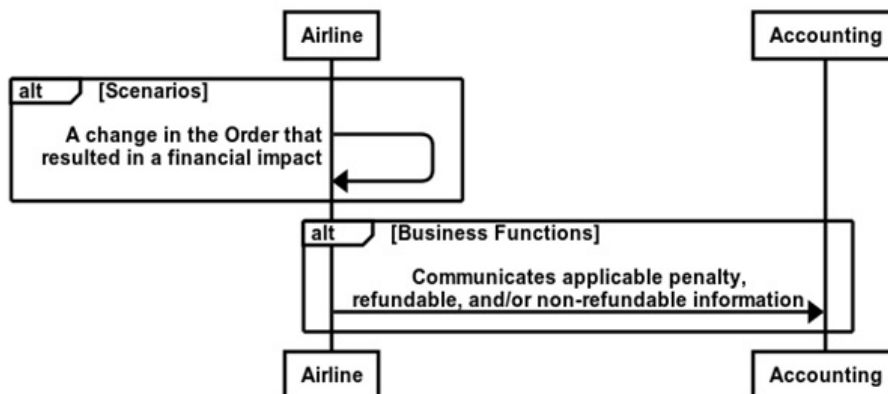 Airline
Accounting
alt
[Scenarios]
A change in the Order that
resulted in a financial impact
alt
[Business Functions]
Communicates applicable penalty,
refundable, and/or non-refundable information
Airline
Accounting